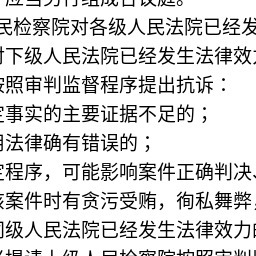 应当另行组成合议庭。
民检察院对各级人民法院已经发
对下级人民法院已经发生法律效力
按照审判监督程序提出抗诉：
定事实的主要证据不足的；
用法律确有错误的；
定程序，可能影响案件正确判决、
该案件时有贪污受贿，徇私舞弊，
同级人民法院已经发生法律效力的
提请上级人民检察院按照审判